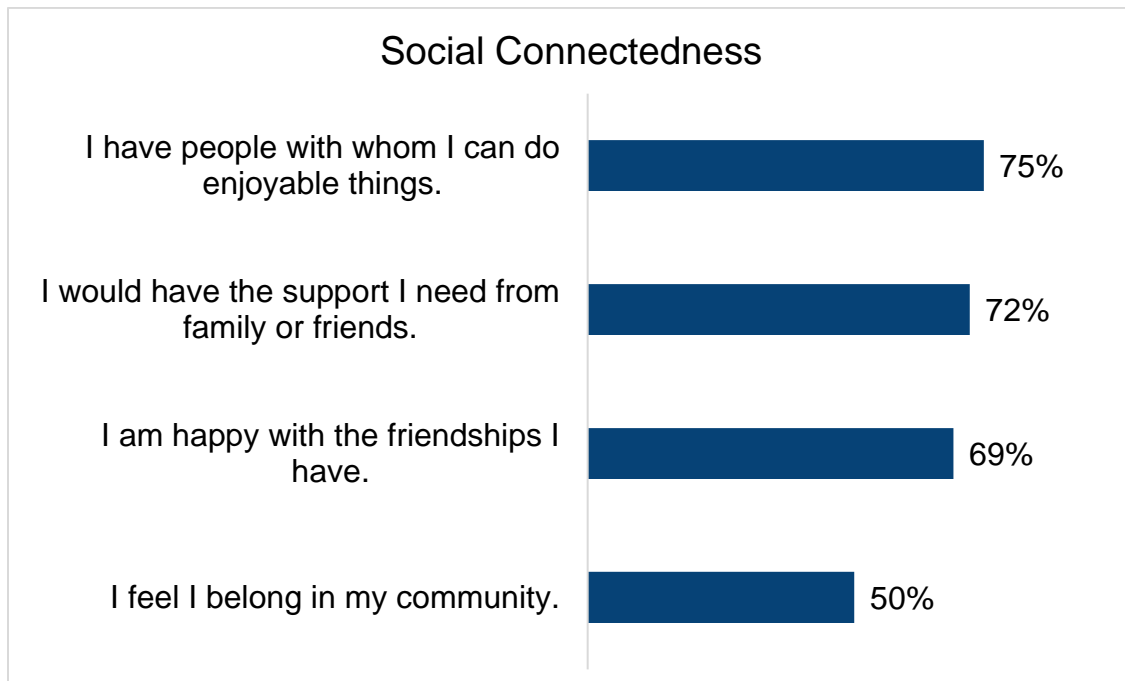 Social Connectedness
I have people with whom I can do
enjoyable things.
75%
I would have the support I need from
family or friends.
72%
I am happy with the friendships I
have.
69%
I feel I belong in my community.
50%